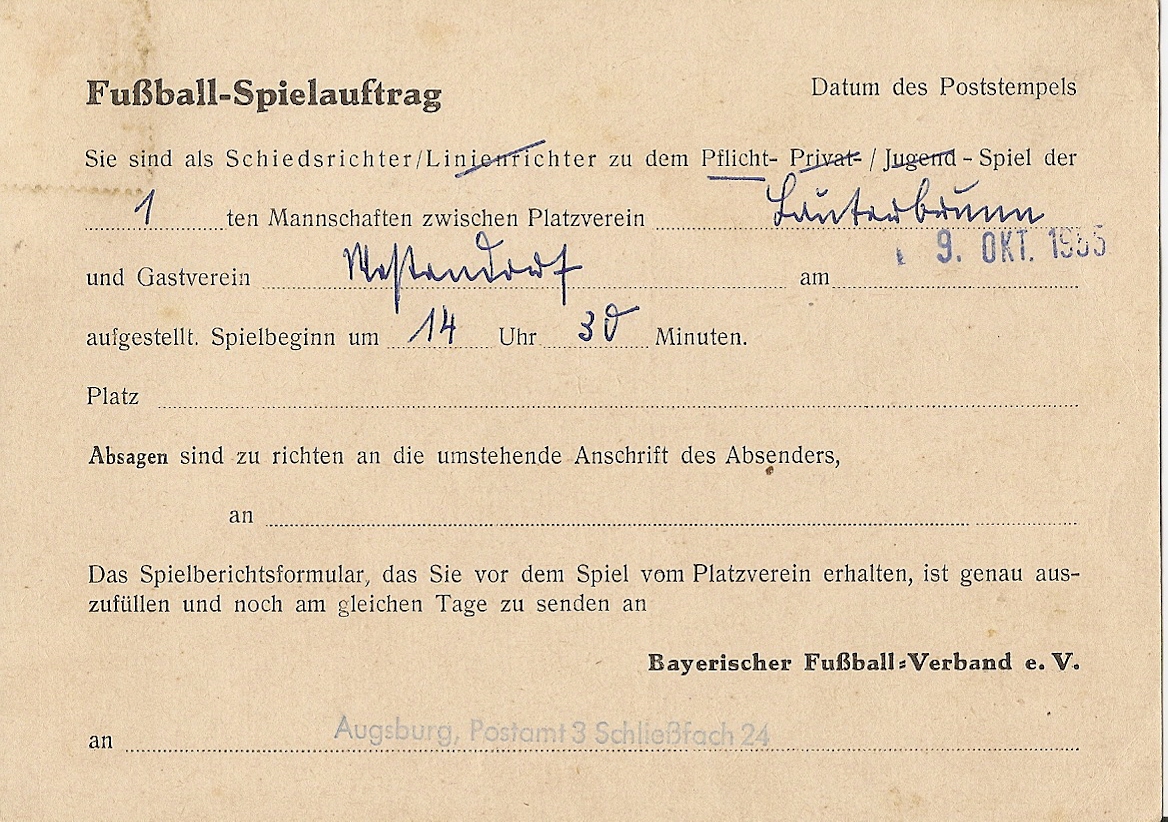 Fußball-Spielauftrag Datum des Poststempels
Sie sind als Schiedsrichter/Linienrichter zu dem Pflicht- Privat- / Jugend - Spiel der
1 ten Mannschaften zwischen Platzverein Lauterbrunn
und Gastverein Westendorf am 9. OKT. 1955
aufgestellt. Spielbeginn um 14 Uhr 30 Minuten.
Platz
Absagen sind zu richten an die umstehende Anschrift des Absenders,
an
Das Spielberichtsformular, das Sie vor dem Spiel vom Platzverein erhalten, ist genau aus-
zufüllen und noch am gleichen Tage zu senden an
Bayerischer Fußball-Verband e. V.
an Augsburg, Postamt 3 Schließfach 24